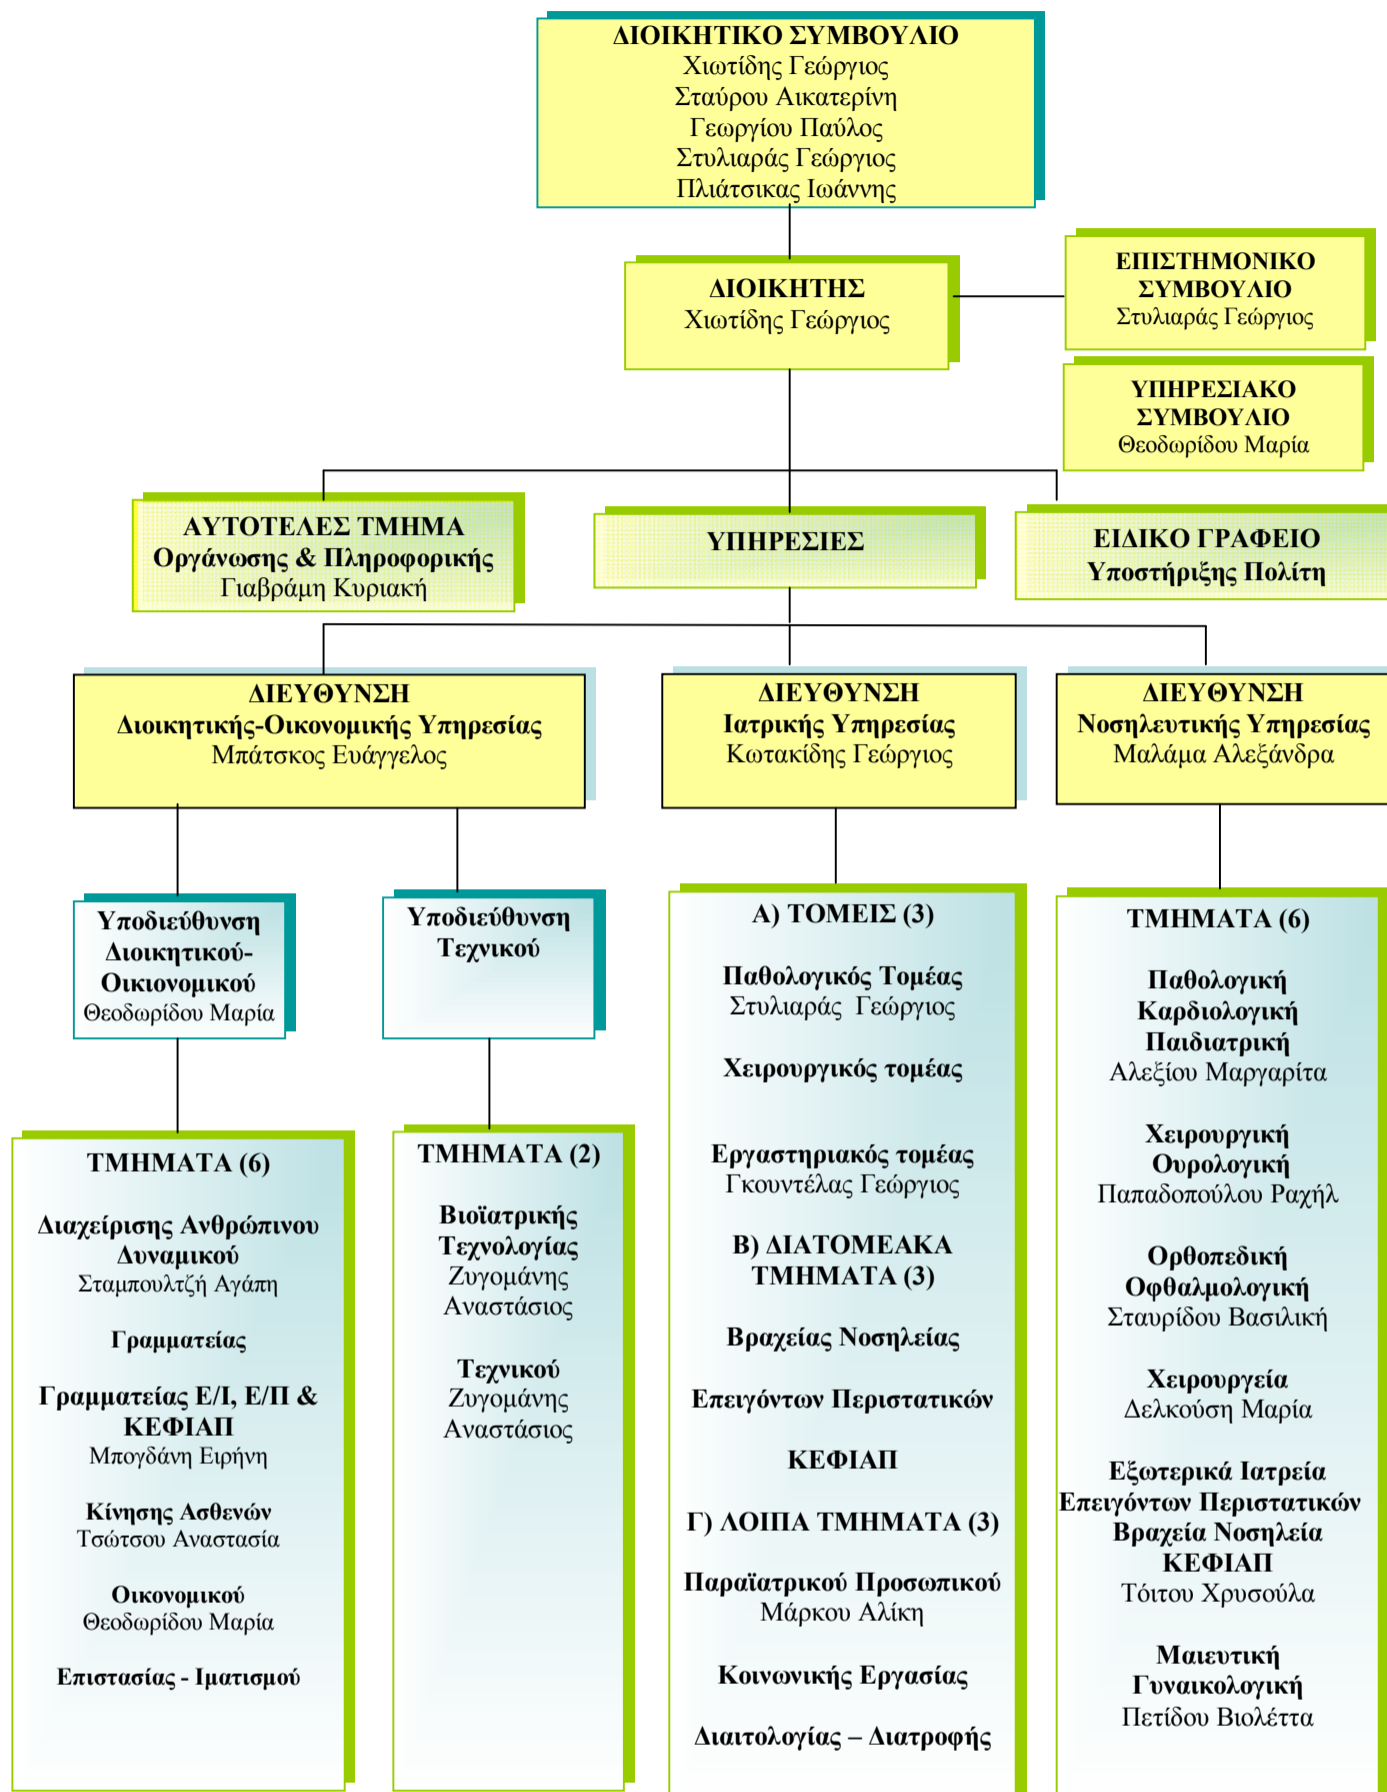 ΔΙΟΙΚΗΤΙΚΟ ΣΥΜΒΟΥΛΙΟ
Χιωτίδης Γεώργιος
Σταύρου Αικατερίνη
Γεωργίου Παύλος
Στυλιαράς Γεώργιος
Πλιάτσικας Ιωάννης
ΔΙΟΙΚΗΤΗΣ
Χιωτίδης Γεώργιος
ΕΠΙΣΤΗΜΟΝΙΚΟ
ΣΥΜΒΟΥΛΙΟ
Στυλιαράς Γεώργιος
ΥΠΗΡΕΣΙΑΚΟ
ΣΥΜΒΟΥΛΙΟ
Θεοδωρίδου Μαρία
ΑΥΤΟΤΕΛΕΣ ΤΜΗΜΑ
Οργάνωσης & Πληροφορικής
Γιαβράμη Κυριακή
ΥΠΗΡΕΣΙΕΣ
ΕΙΔΙΚΟ ΓΡΑΦΕΙΟ
Υποστήριξης Πολίτη
ΔΙΕΥΘΥΝΣΗ
Διοικητικής-Οικονομικής Υπηρεσίας
Μπάτσκος Ευάγγελος
ΔΙΕΥΘΥΝΣΗ
Ιατρικής Υπηρεσίας
Κωτακίδης Γεώργιος
ΔΙΕΥΘΥΝΣΗ
Νοσηλευτικής Υπηρεσίας
Μαλάμα Αλεξάνδρα
Υποδιεύθυνση
Διοικητικού-
Οικιονομικού
Θεοδωρίδου Μαρία
Υποδιεύθυνση
Τεχνικού
ΤΜΗΜΑΤΑ (6)
Διαχείρισης Ανθρώπινου
Δυναμικού
Σταμπουλτζή Αγάπη
Γραμματείας
Γραμματείας Ε/Ι, Ε/Π &
ΚΕΦΙΑΠ
Μπογδάνη Ειρήνη
Κίνησης Ασθενών
Τσώτσου Αναστασία
Οικονομικού
Θεοδωρίδου Μαρία
Επιστασίας - Ιματισμού
ΤΜΗΜΑΤΑ (2)
Βιοϊατρικής
Τεχνολογίας
Ζυγομάνης
Αναστάσιος
Τεχνικού
Ζυγομάνης
Αναστάσιος
Α) ΤΟΜΕΙΣ (3)
Παθολογικός Τομέας
Στυλιαράς Γεώργιος
Χειρουργικός τομέας
Εργαστηριακός τομέας
Γκουντέλας Γεώργιος
Β) ΔΙΑΤΟΜΕΑΚΑ
ΤΜΗΜΑΤΑ (3)
Βραχείας Νοσηλείας
Επειγόντων Περιστατικών
ΚΕΦΙΑΠ
Γ) ΛΟΙΠΑ ΤΜΗΜΑΤΑ (3)
Παραϊατρικού Προσωπικού
Μάρκου Αλίκη
Κοινωνικής Εργασίας
Διαιτολογίας – Διατροφής
ΤΜΗΜΑΤΑ (6)
Παθολογική
Καρδιολογική
Παιδιατρική
Αλεξίου Μαργαρίτα
Χειρουργική
Ουρολογική
Παπαδοπούλου Ραχήλ
Ορθοπεδική
Οφθαλμολογική
Σταυρίδου Βασιλική
Χειρουργεία
Δελκούση Μαρία
Εξωτερικά Ιατρεία
Επειγόντων Περιστατικών
Βραχεία Νοσηλεία
ΚΕΦΙΑΠ
Τόιτου Χρυσούλα
Μαιευτική
Γυναικολογική
Πετίδου Βιολέττα